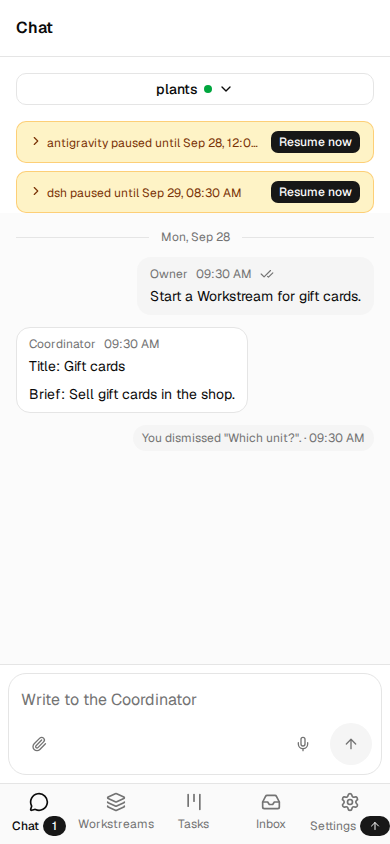 Chat
plants
antigravity paused until Sep 28, 12:0...
Resume now
dsh paused until Sep 29, 08:30 AM
Resume now
Mon, Sep 28
Owner 09:30 AM
Start a Workstream for gift cards.
Coordinator 09:30 AM
Title: Gift cards
Brief: Sell gift cards in the shop.
You dismissed "Which unit?". · 09:30 AM
Write to the Coordinator
Chat 1
Workstreams
Tasks
Inbox
Settings